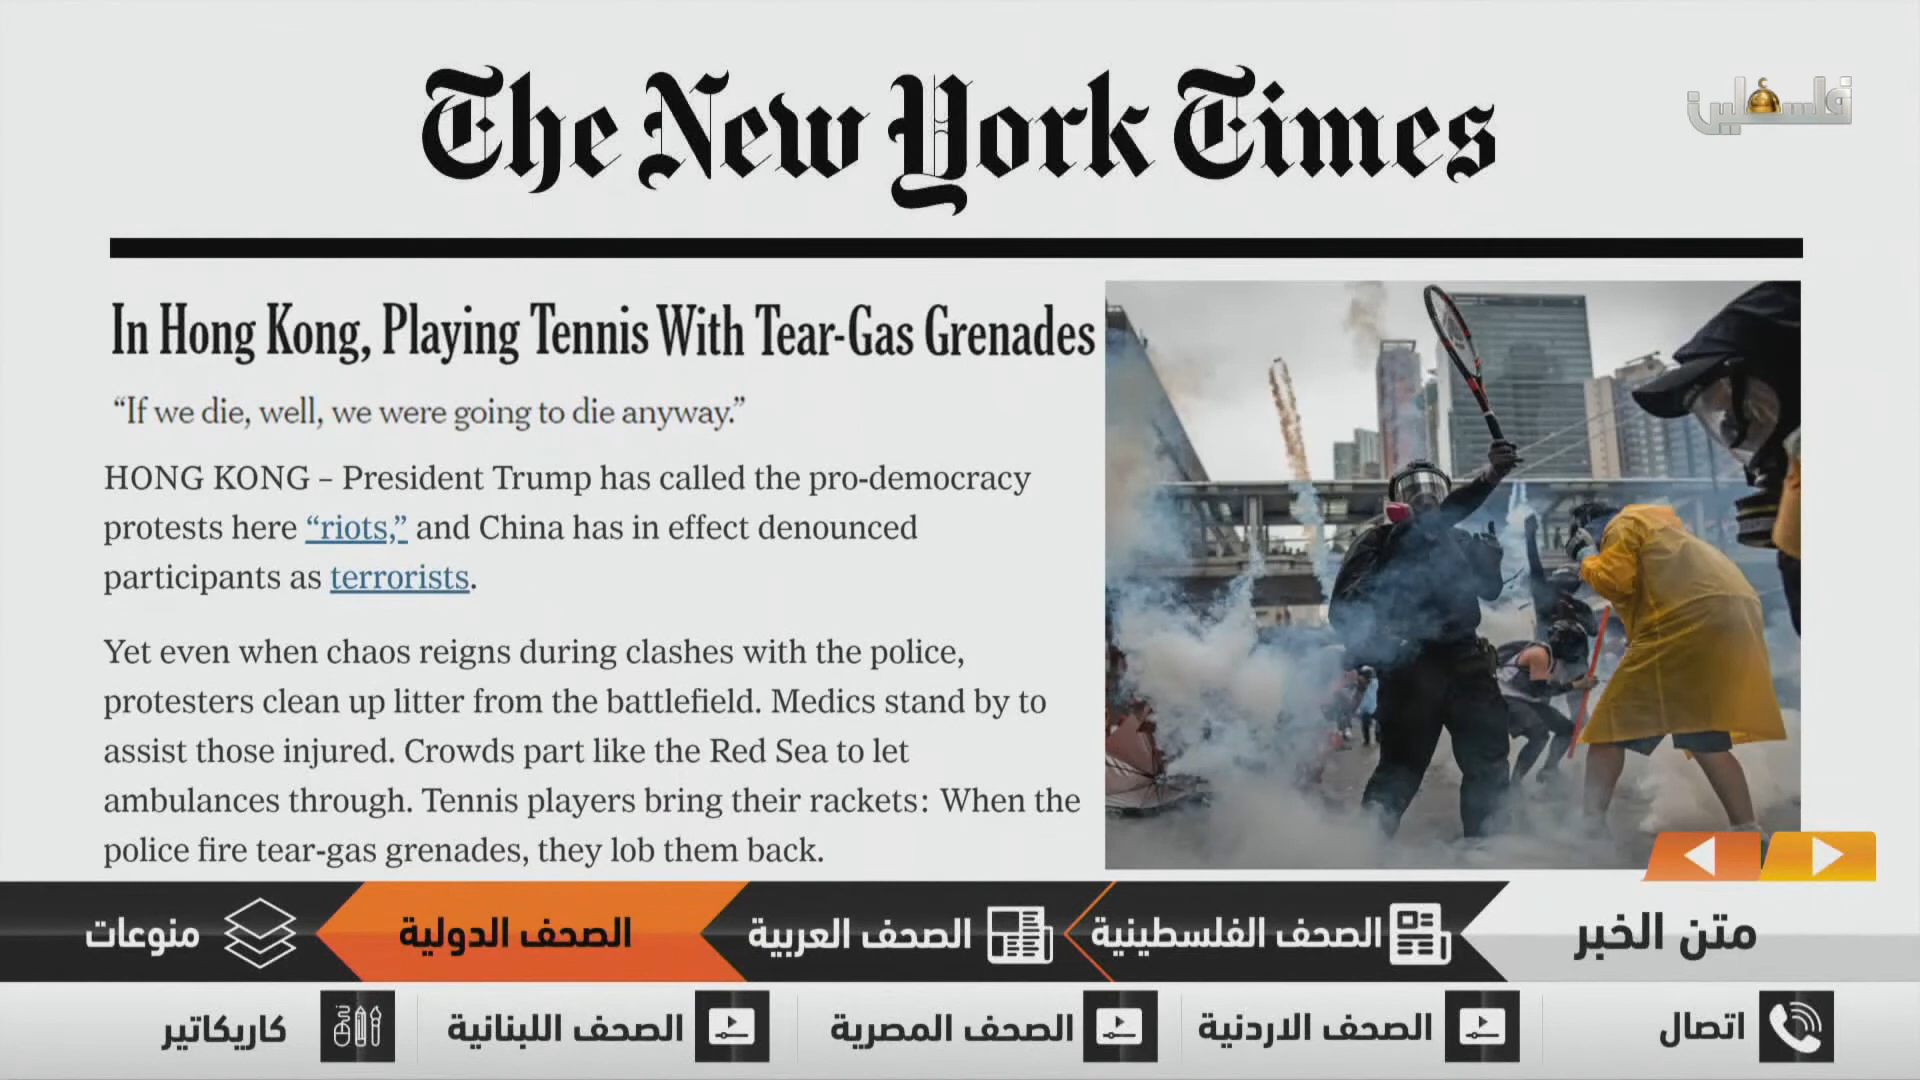 The New York Times
فلسطين
In Hong Kong, Playing Tennis With Tear-Gas Grenades
“If we die, well, we were going to die anyway.”
HONG KONG – President Trump has called the pro-democracy
protests here “riots,” and China has in effect denounced
participants as terrorists.
Yet even when chaos reigns during clashes with the police,
protesters clean up litter from the battlefield. Medics stand by to
assist those injured. Crowds part like the Red Sea to let
ambulances through. Tennis players bring their rackets: When the
police fire tear-gas grenades, they lob them back.
متن الخبر
الصحف الفلسطينية
الصحف العربية
الصحف الدولية
منوعات
اتصال
الصحف الاردنية
الصحف المصرية
الصحف اللبنانية
كاريكاتير